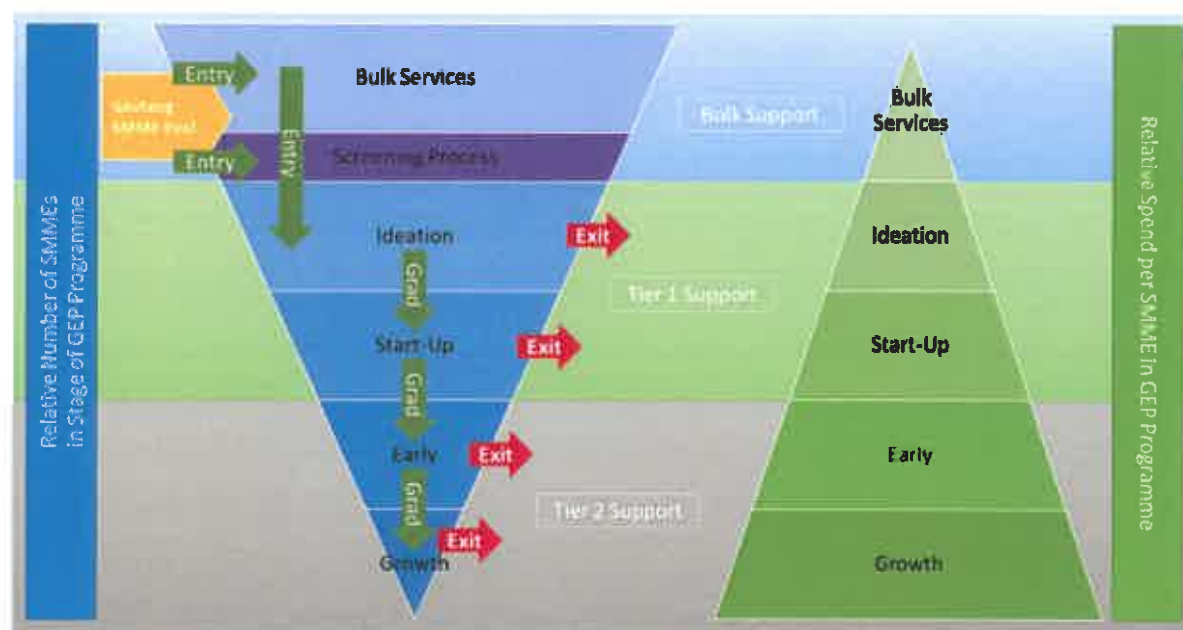 Relative Number of SMMEs
in Stage of GEP Programme
Gauteng
SMME Pool
Entry
Entry
Entry
Bulk Services
Screening Process
Ideation
Grad
Start-Up
Grad
Early
Grad
Growth
Exit
Exit
Exit
Exit
Bulk Support
Tier 1 Support
Tier 2 Support
Bulk
Services
Ideation
Start-Up
Early
Growth
Relative Spend per SMME in GEP Programme